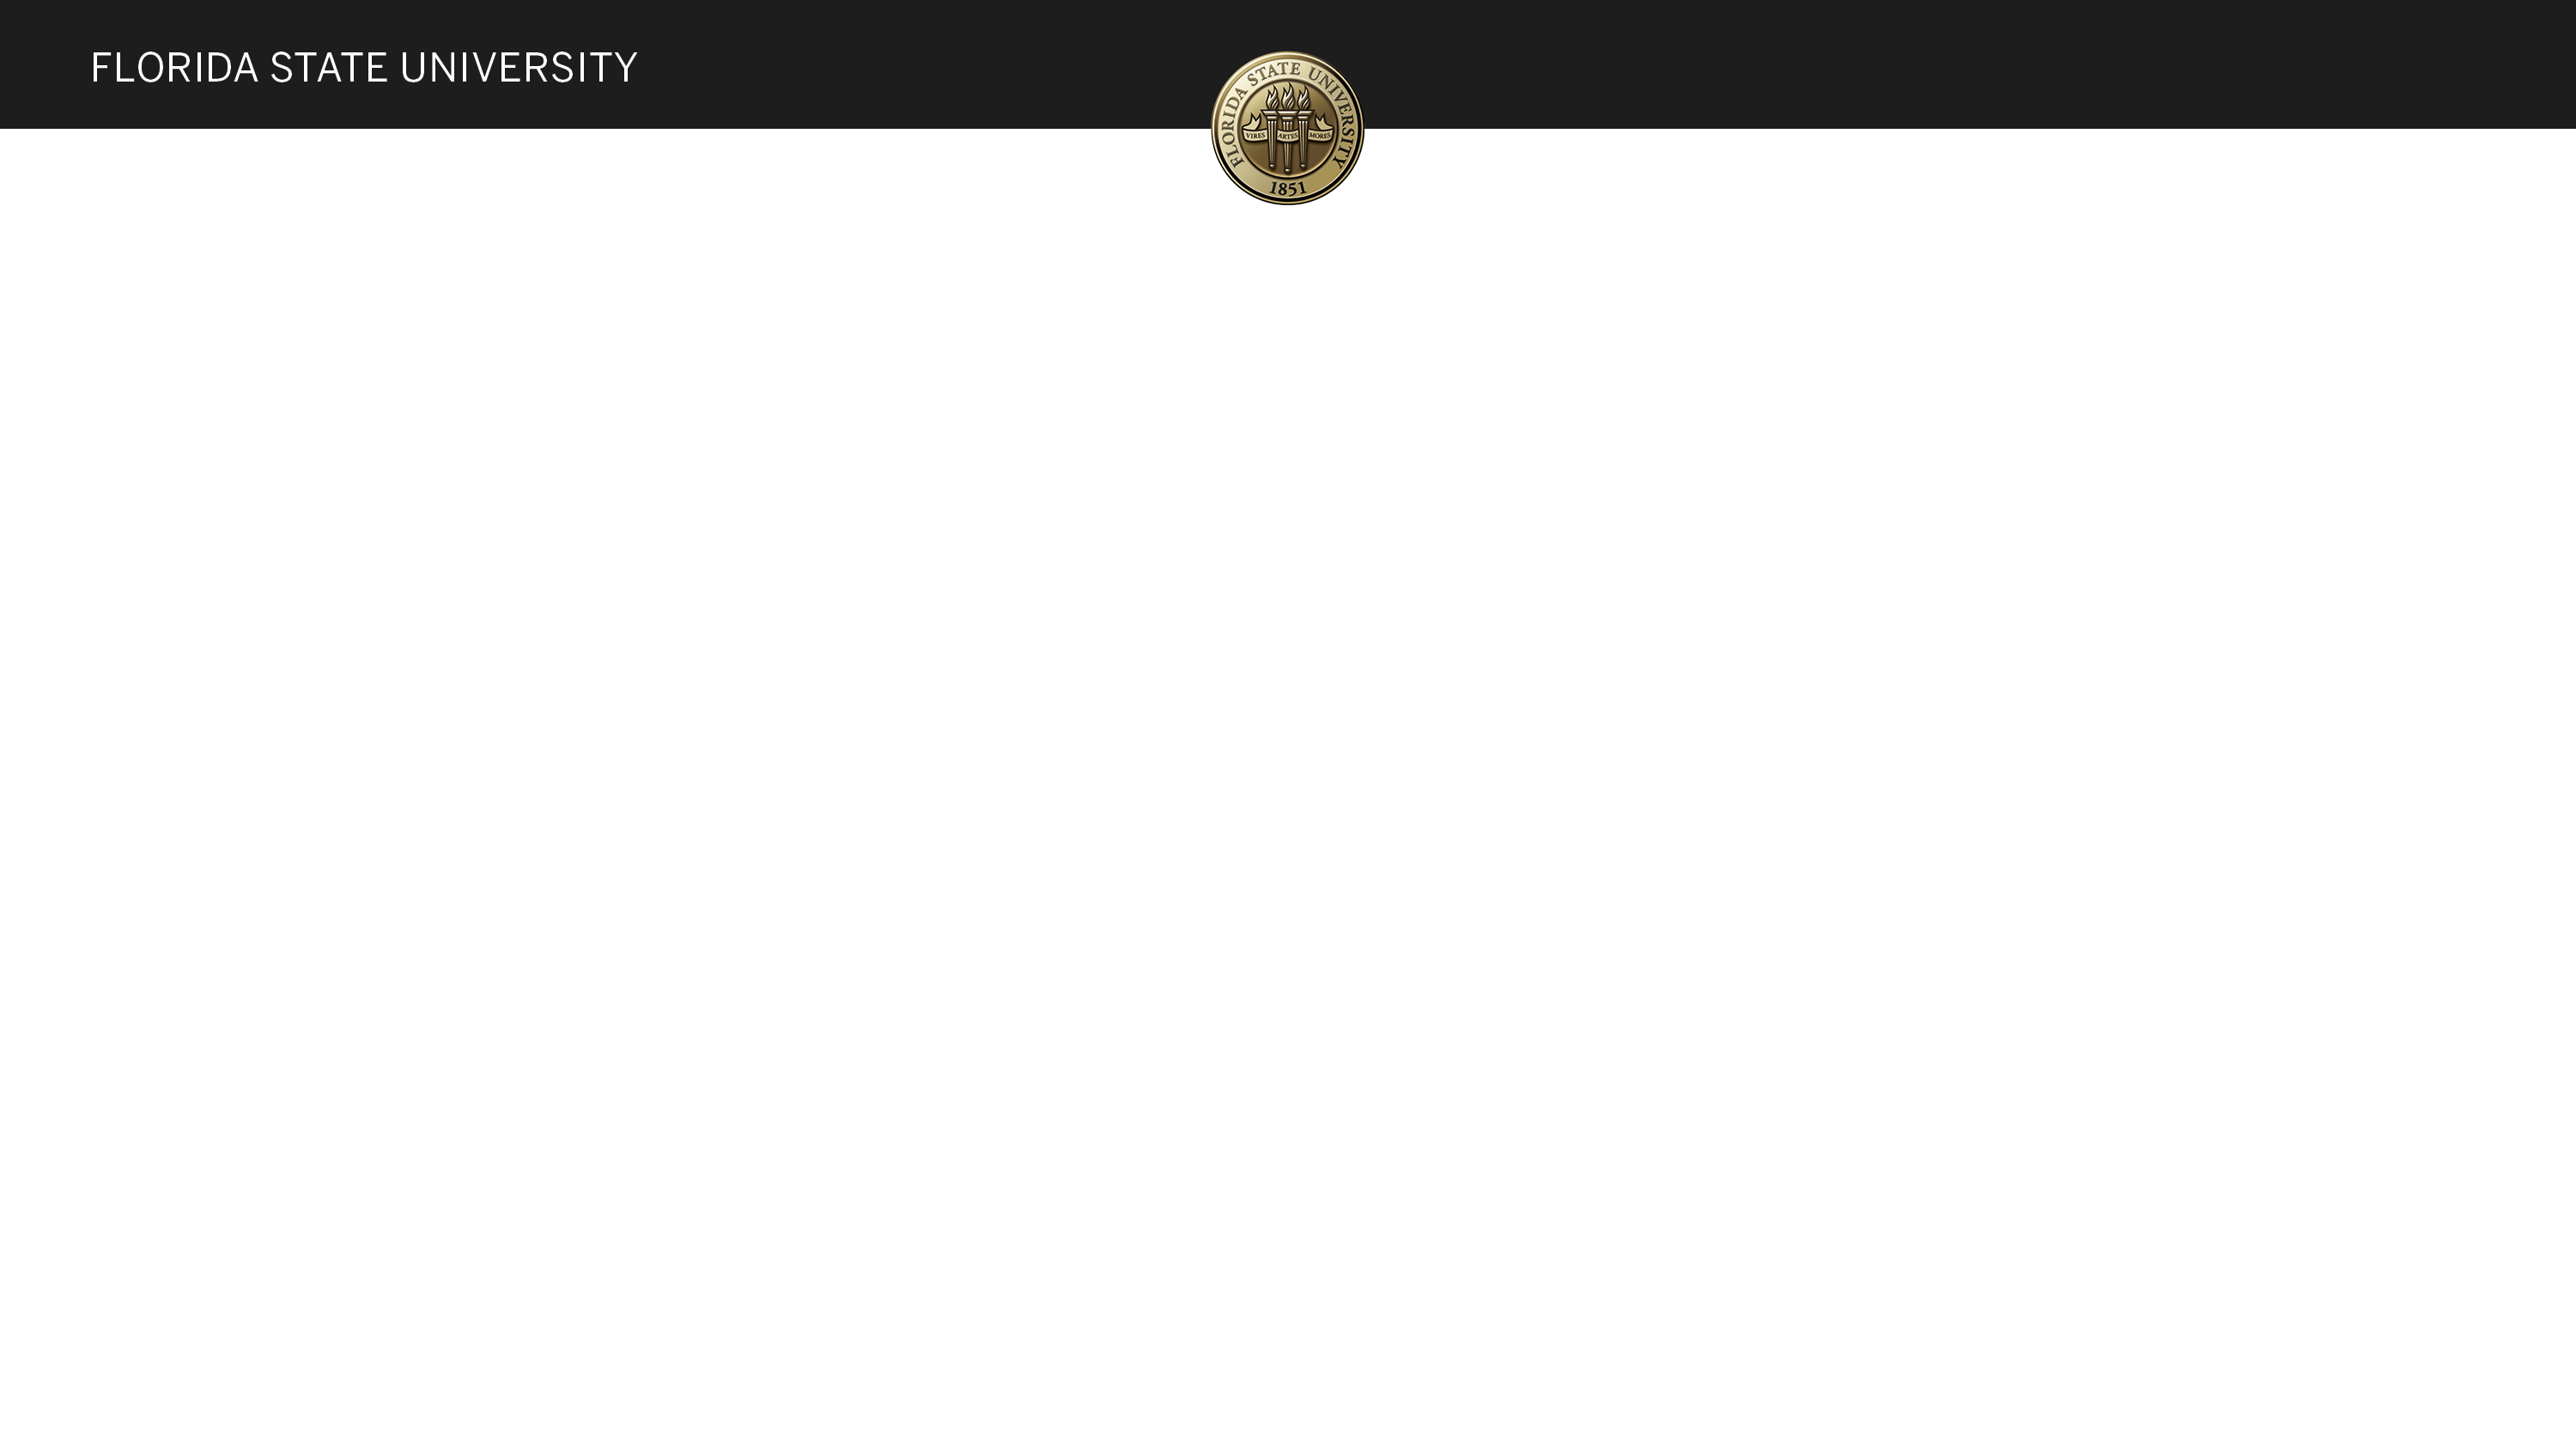 FLORIDA STATE UNIVERSITY
FLORIDA STATE UNIVERSITY
VIRES ARTES MORES
1851